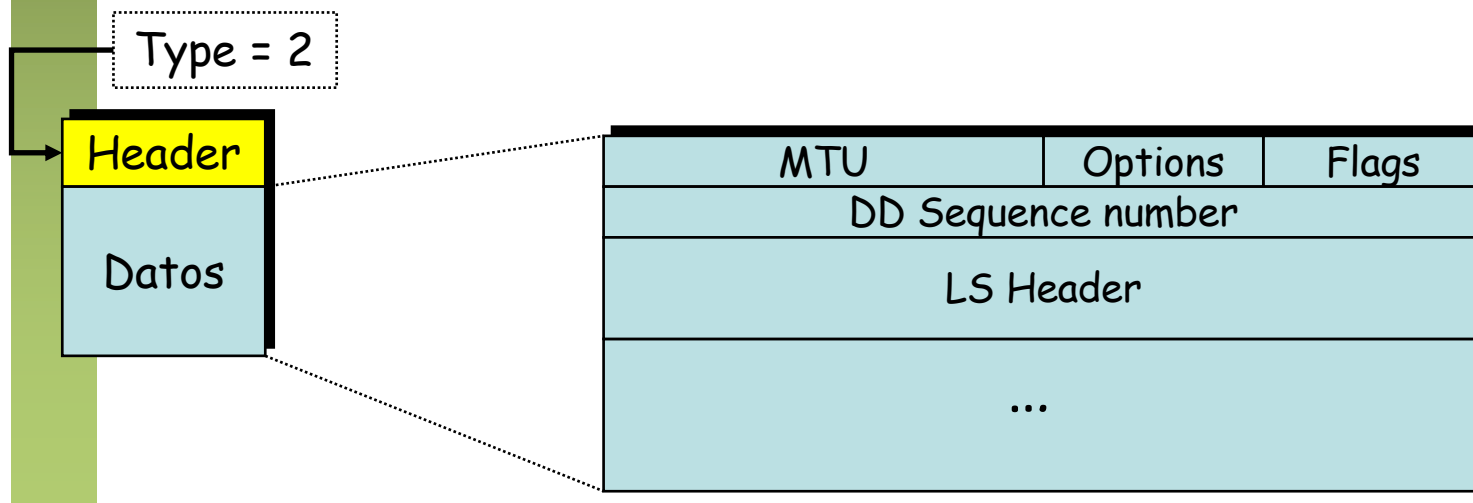 Type = 2
Header
Datos
MTU Options Flags
DD Sequence number
LS Header
...